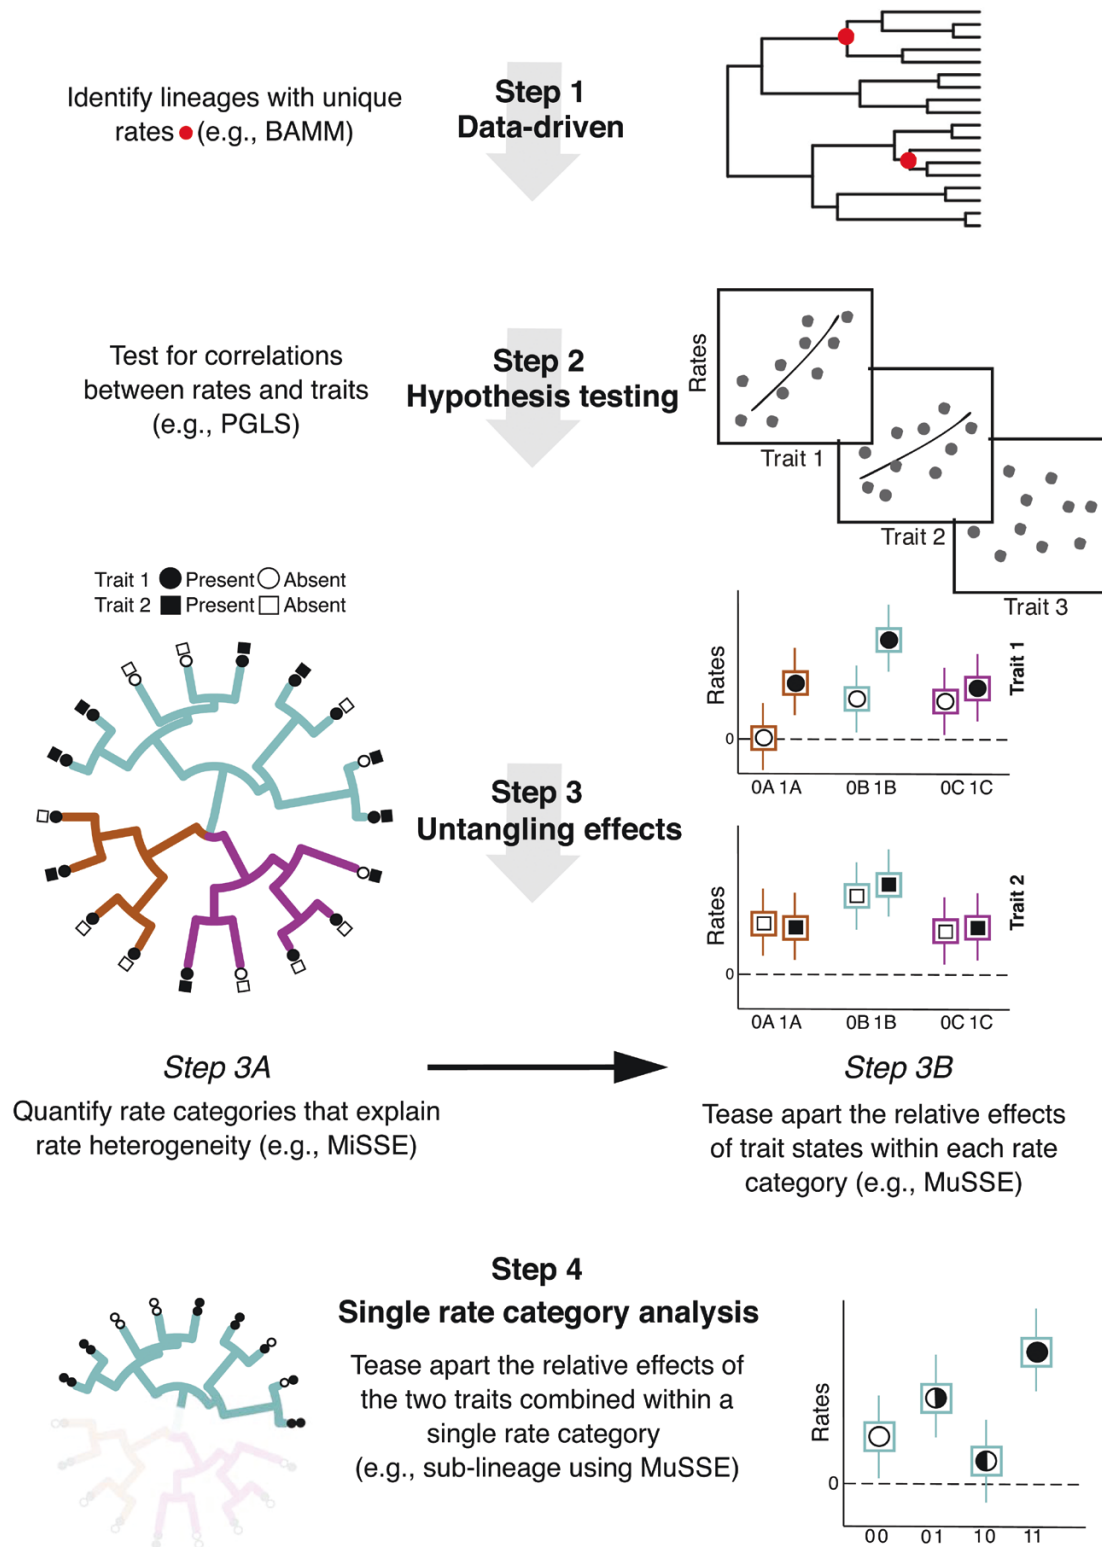 Identify lineages with unique
rates (e.g., BAMM)
Step 1
Data-driven
Test for correlations
between rates and traits
(e.g., PGLS)
Step 2
Hypothesis testing
Rates
Trait 1
Trait 2
Trait 3
Trait 1 Present Absent
Trait 2 Present Absent
Step 3
Untangling effects
Rates
0
0A 1A 0B 1B 0C 1C
Trait 1
Rates
0
0A 1A 0B 1B 0C 1C
Trait 2
Step 3A
Quantify rate categories that explain
rate heterogeneity (e.g., MiSSE)
Step 3B
Tease apart the relative effects
of trait states within each rate
category (e.g., MuSSE)
Step 4
Single rate category analysis
Tease apart the relative effects of
the two traits combined within a
single rate category
(e.g., sub-lineage using MuSSE)
Rates
0
00 01 10 11